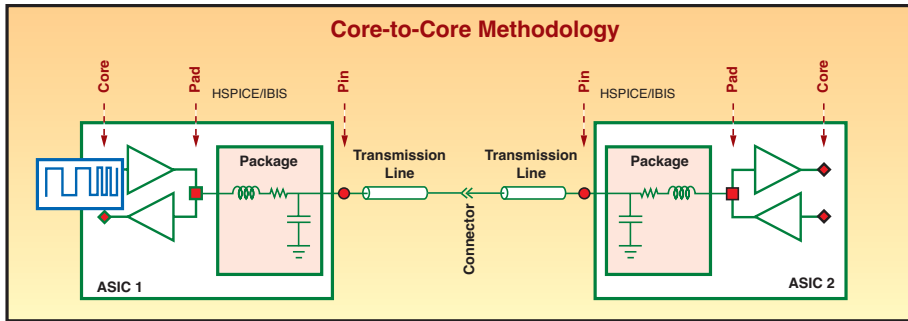 Core-to-Core Methodology
Core
Pad
HSPICE/IBIS
Pin
Pin
HSPICE/IBIS
Pad
Core
Package
Transmission
Line
Transmission
Line
Package
Connector
ASIC 1
ASIC 2